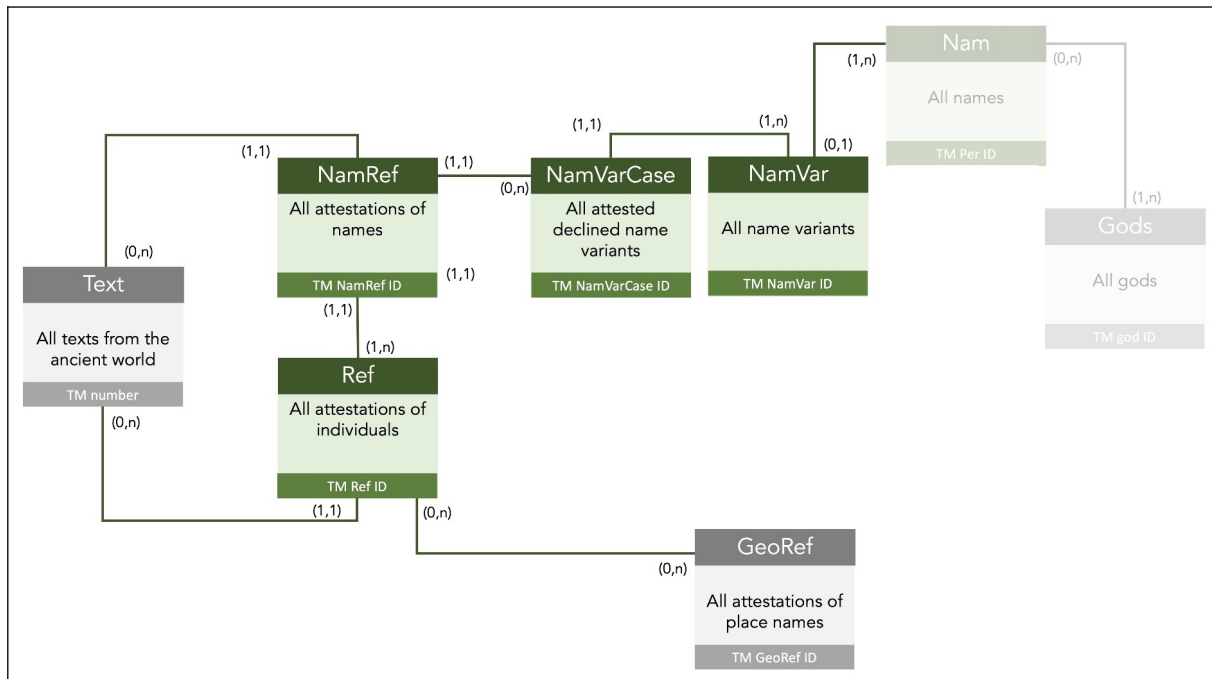 Nam
(1,n)
(0,n)
All names
TM Per ID
(1,1)
(1,n)
(1,1)
(1,1)
(0,1)
NamRef
NamVarCase
NamVar
(0,n)
All attestations of
names
All attested
declined name
variants
All name variants
(1,n)
Gods
(0,n)
TM NamRef ID
(1,1)
TM NamVarCase ID
TM NamVar ID
All gods
TM god ID
Text
All texts from the
ancient world
TM number
(0,n)
(1,1)
(1,n)
Ref
All attestations of
individuals
TM Ref ID
(1,1)
(0,n)
GeoRef
(0,n)
All attestations of
place names
TM GeoRef ID